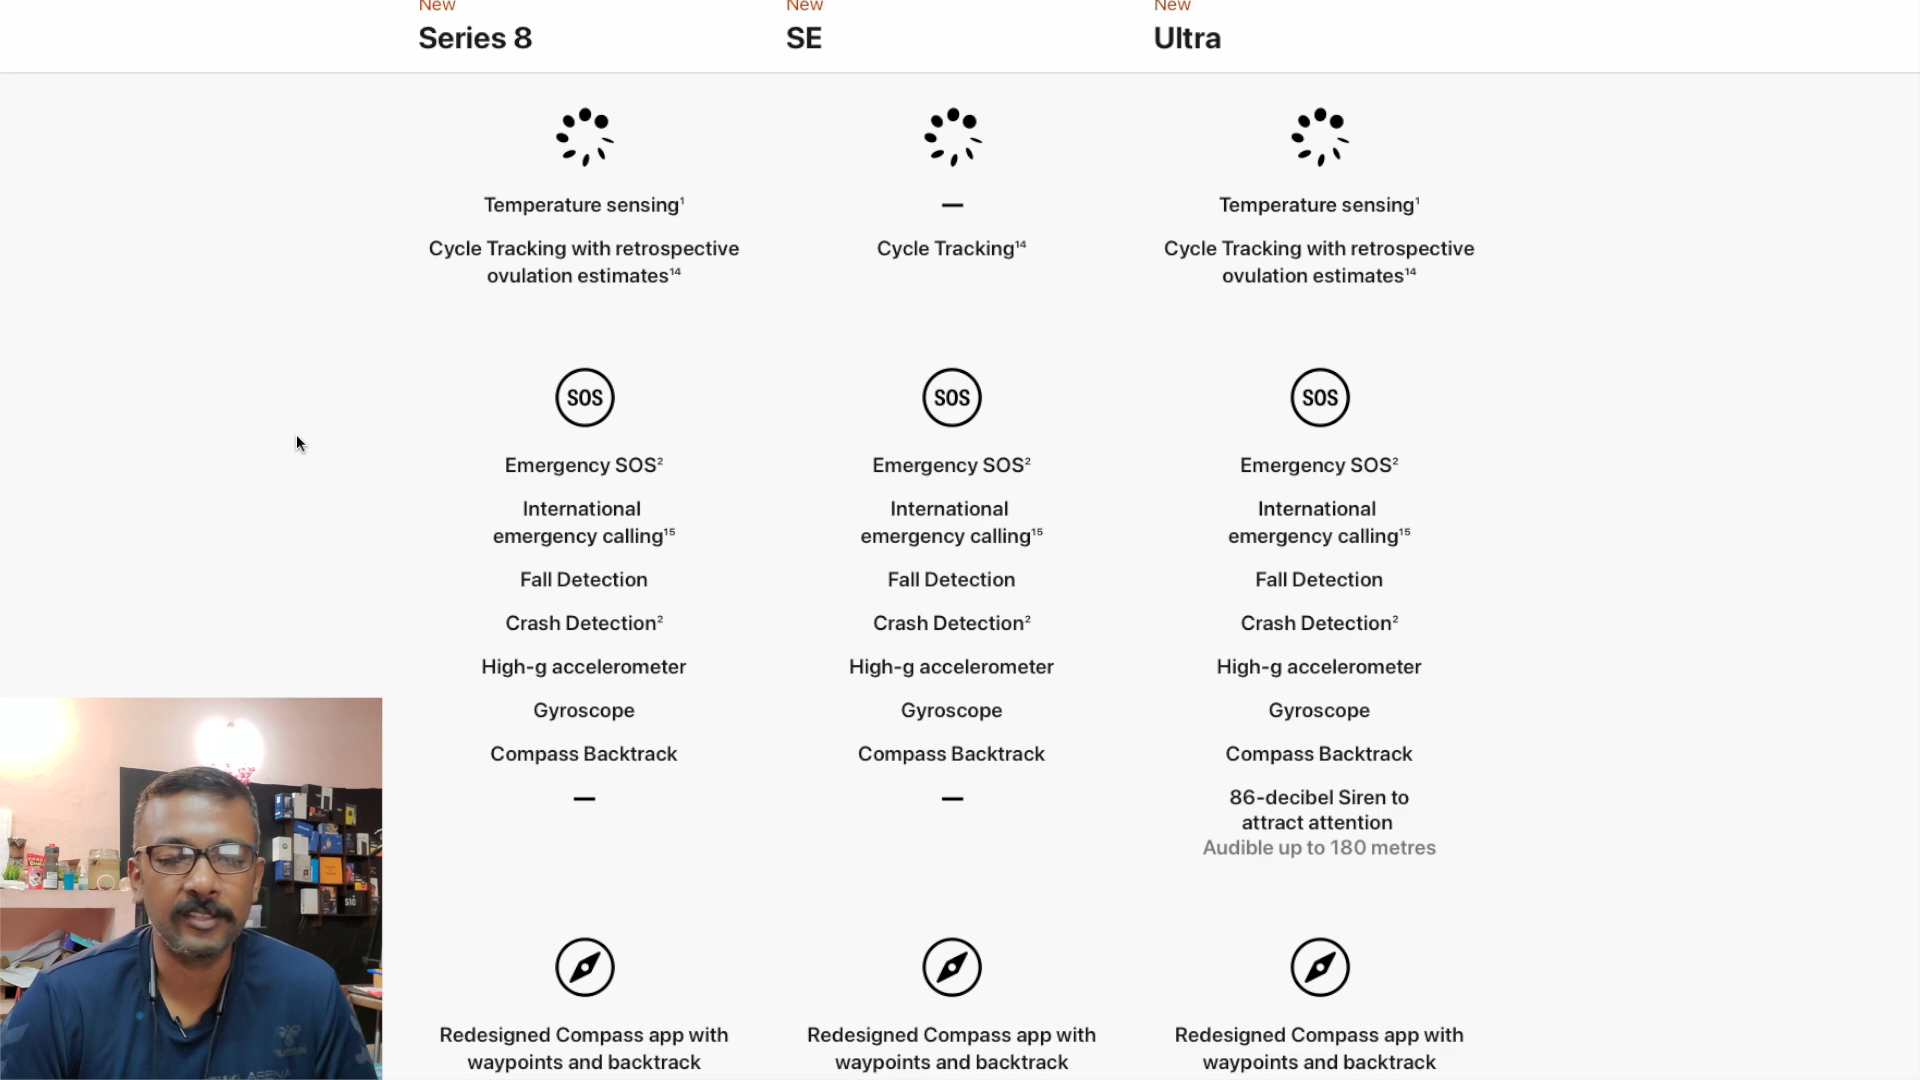 New
New
New
Series 8
SE
Ultra
Temperature sensing¹
—
Temperature sensing¹
Cycle Tracking with retrospective
ovulation estimates¹⁴
Cycle Tracking¹⁴
Cycle Tracking with retrospective
ovulation estimates¹⁴
SOS
SOS
SOS
Emergency SOS²
Emergency SOS²
Emergency SOS²
International
emergency calling¹⁵
International
emergency calling¹⁵
International
emergency calling¹⁵
Fall Detection
Fall Detection
Fall Detection
Crash Detection²
Crash Detection²
Crash Detection²
High-g accelerometer
High-g accelerometer
High-g accelerometer
Gyroscope
Gyroscope
Gyroscope
Compass Backtrack
Compass Backtrack
Compass Backtrack
—
—
86-decibel Siren to
attract attention
Audible up to 180 metres
Redesigned Compass app with
waypoints and backtrack
Redesigned Compass app with
waypoints and backtrack
Redesigned Compass app with
waypoints and backtrack
S10